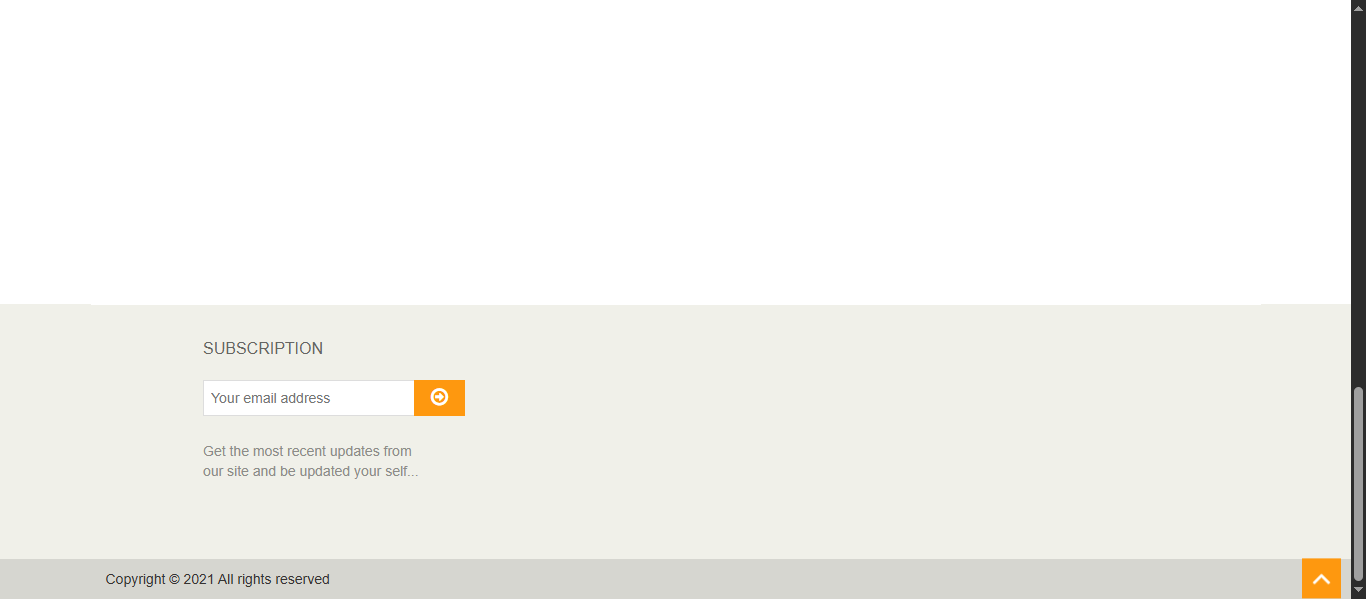 SUBSCRIPTION
Your email address
Get the most recent updates from
our site and be updated your self...
Copyright © 2021 All rights reserved